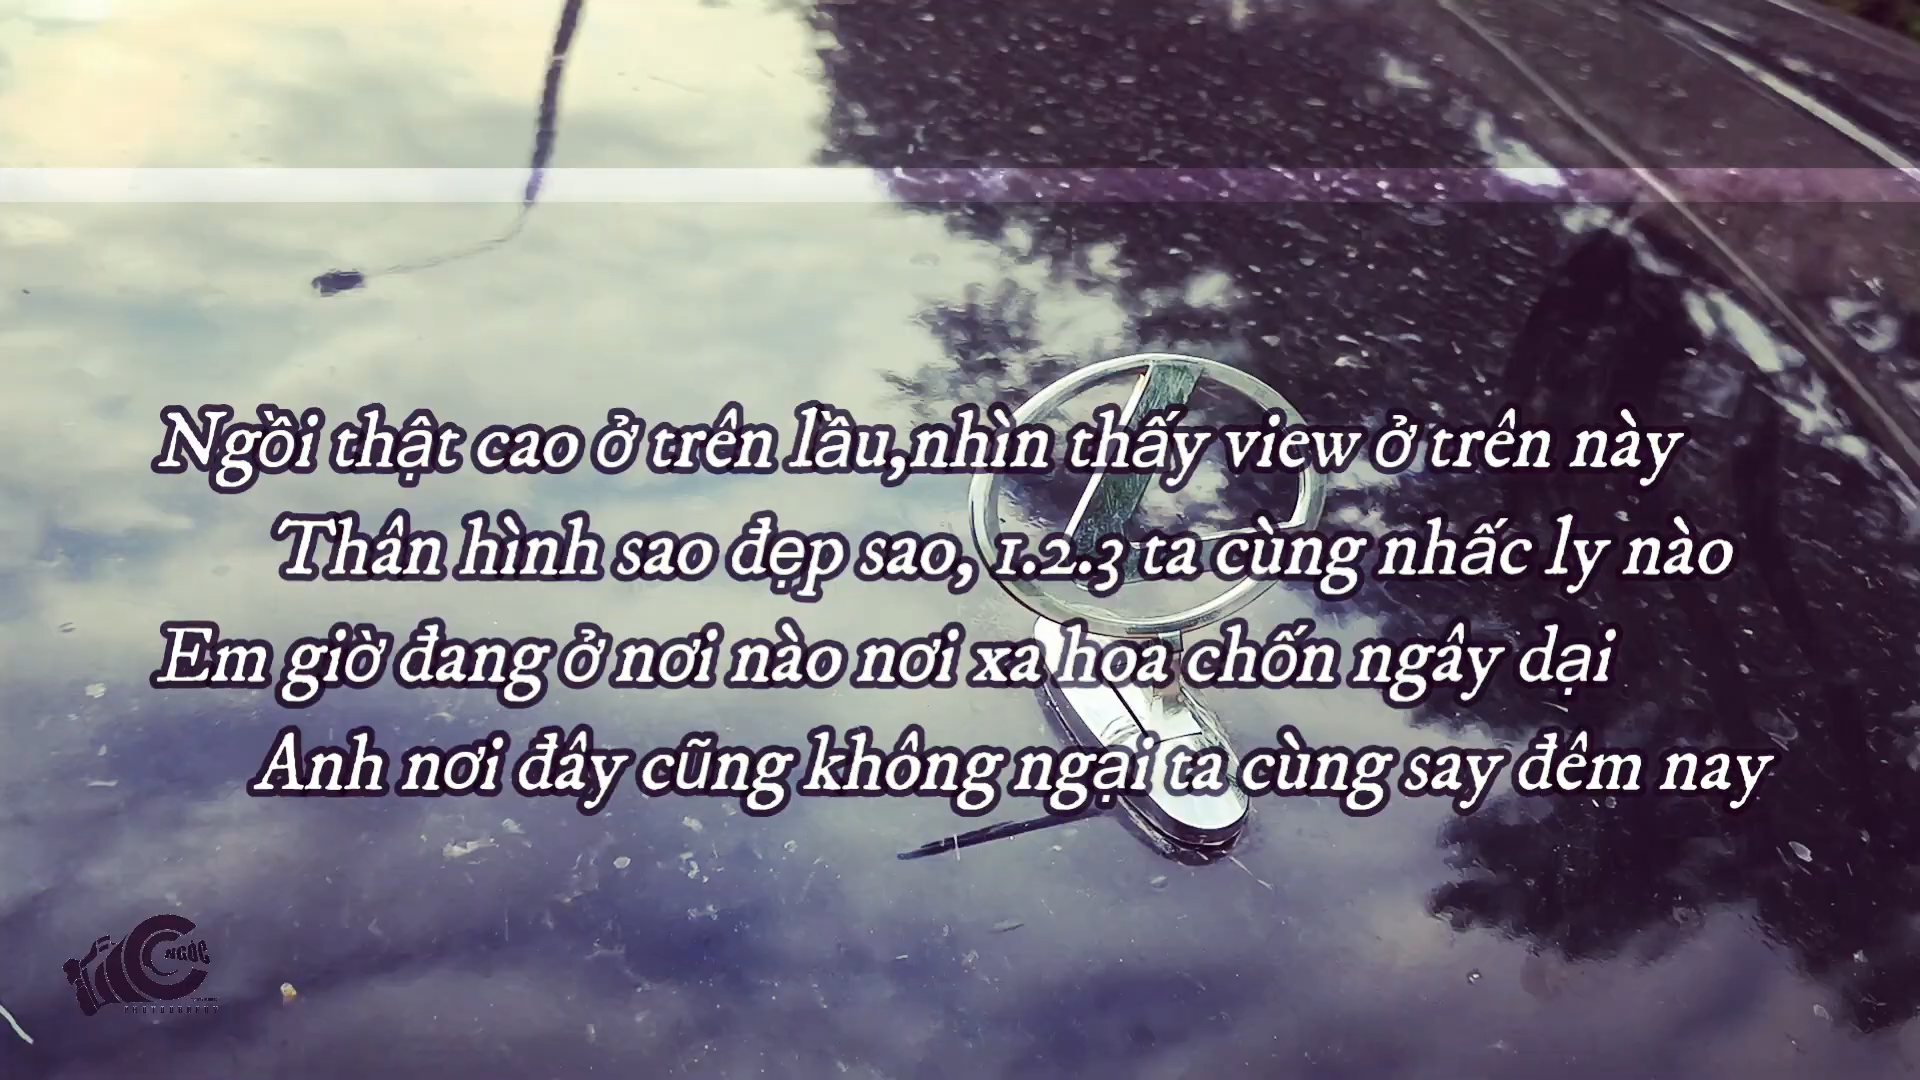 Ngồi thật cao ở trên lầu,nhìn thấy view ở trên này
Thân hình sao đẹp sao, 1.2.3 ta cùng nhấc ly nào
Em giờ đang ở nơi nào nơi xa hoa chốn ngây dại
Anh nơi đây cũng không ngại ta cùng say đêm nay
NGỌC
PHOTOGRAPHY